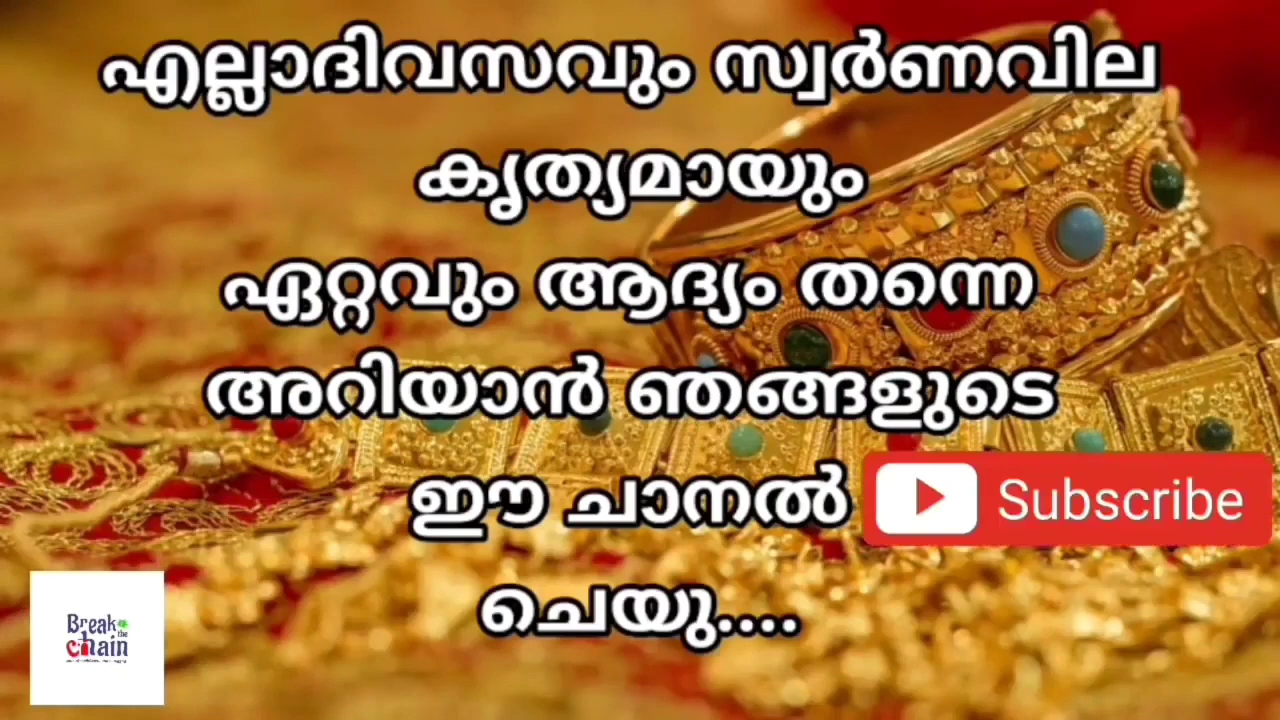 എല്ലാദിവസവും സ്വർണവില
കൃത്യമായും
ഏറ്റവും ആദ്യം തന്നെ
അറിയാൻ ഞങ്ങളുടെ
ഈ ചാനൽ Subscribe
ചെയു....
Break
the
chain